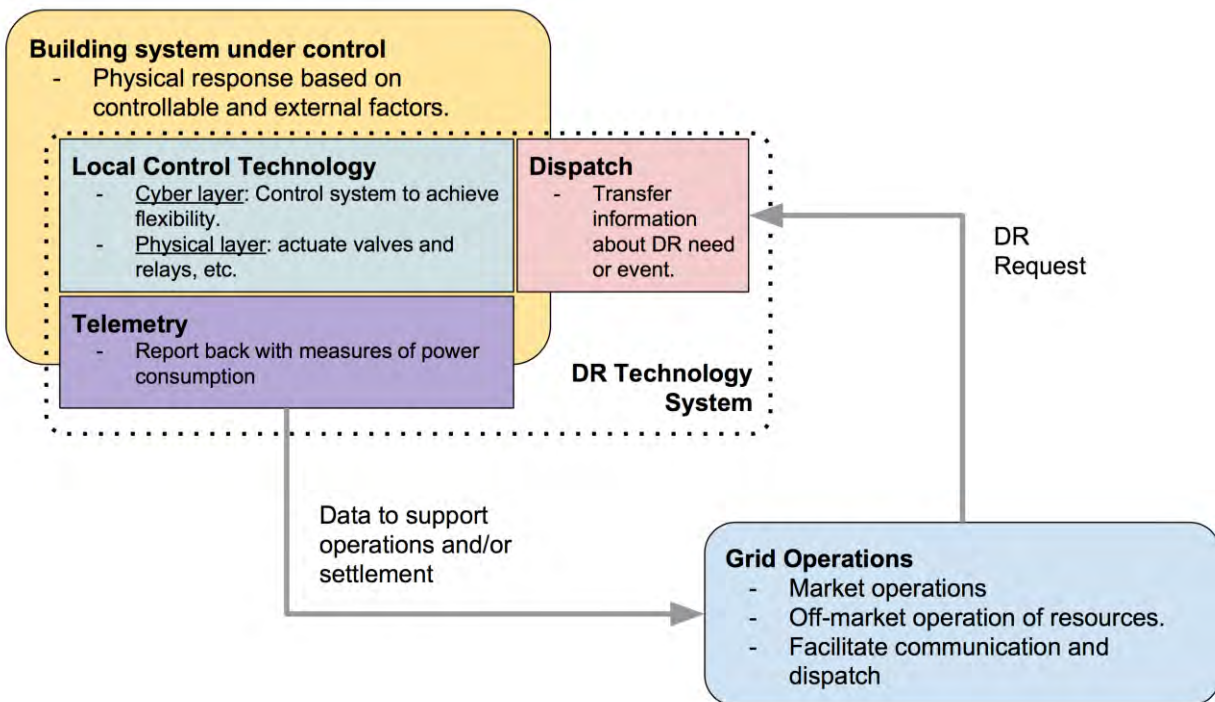 Building system under control
- Physical response based on
controllable and external factors.
Local Control Technology
- Cyber layer: Control system to achieve
flexibility.
- Physical layer: actuate valves and
relays, etc.
Dispatch
- Transfer
information
about DR need
or event.
Telemetry
- Report back with measures of power
consumption
DR Technology
System
DR
Request
Data to support
operations and/or
settlement
Grid Operations
- Market operations
- Off-market operation of resources.
- Facilitate communication and
dispatch